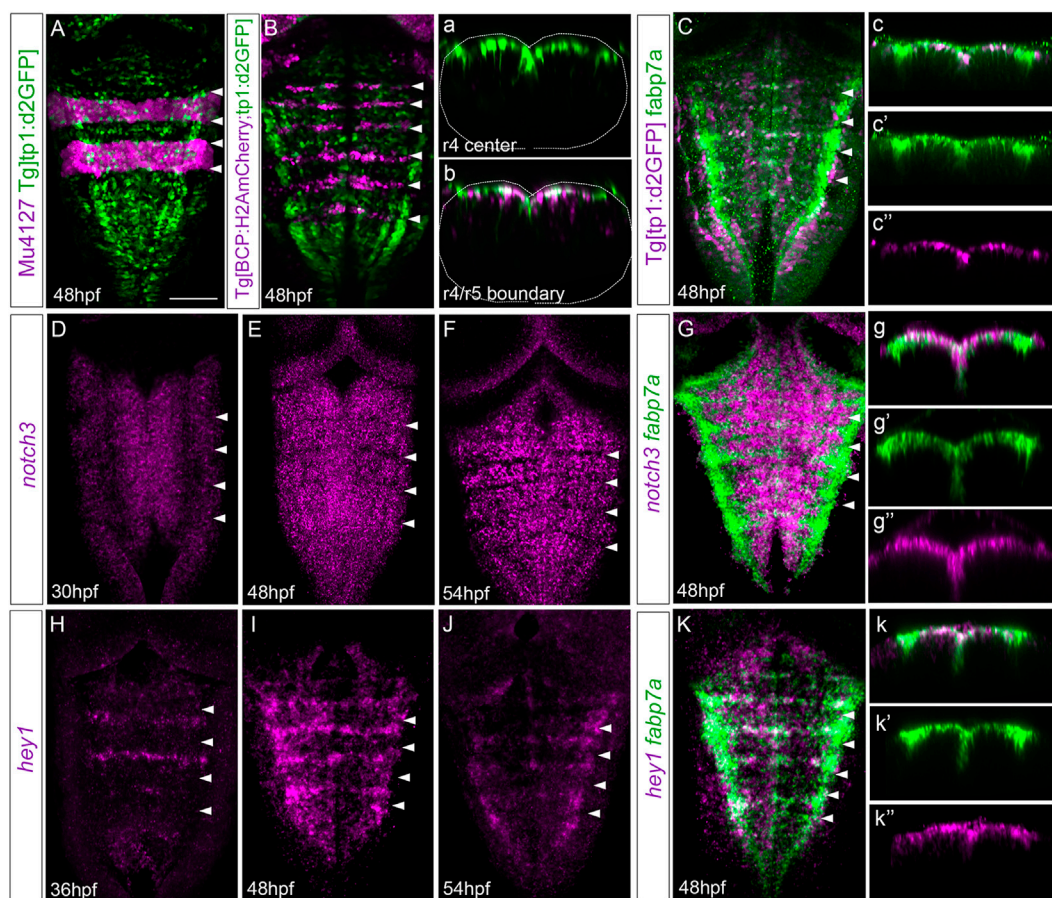 Mu4127 Tg]tp1:d2GFP]
A
48hpf
Tg[BCP:H2AmCherry;tp1:d2GFP]
B
48hpf
a
r4 center
b
r4/r5 boundary
Tg[tp1:d2GFP] fabp7a
C
48hpf
c
c'
c''
notch3
D
30hpf
E
48hpf
F
54hpf
notch3 fabp7a
G
48hpf
g
g'
g''
hey1
H
36hpf
I
48hpf
J
54hpf
hey1 fabp7a
K
48hpf
k
k'
k''